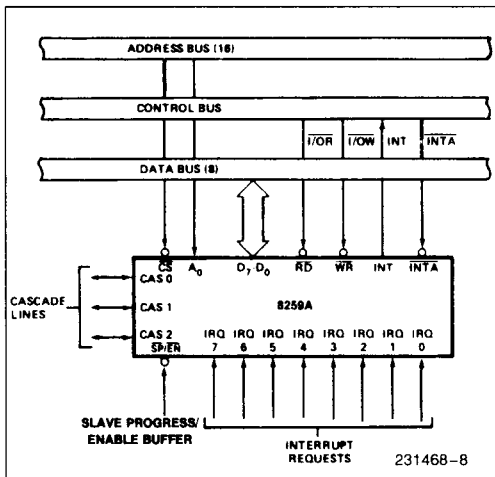 ADDRESS BUS (16)
CONTROL BUS
I/OR I/OW INT INTA
DATA BUS (8)
CS A0 D7-D0 RD WR INT INTA
CAS 0
CASCADE LINES
CAS 1
8259A
CAS 2
IRQ IRQ IRQ IRQ IRQ IRQ IRQ IRQ
7 6 5 4 3 2 1 0
SP/EN
SLAVE PROGRESS/
ENABLE BUFFER
INTERRUPT
REQUESTS
231468-8